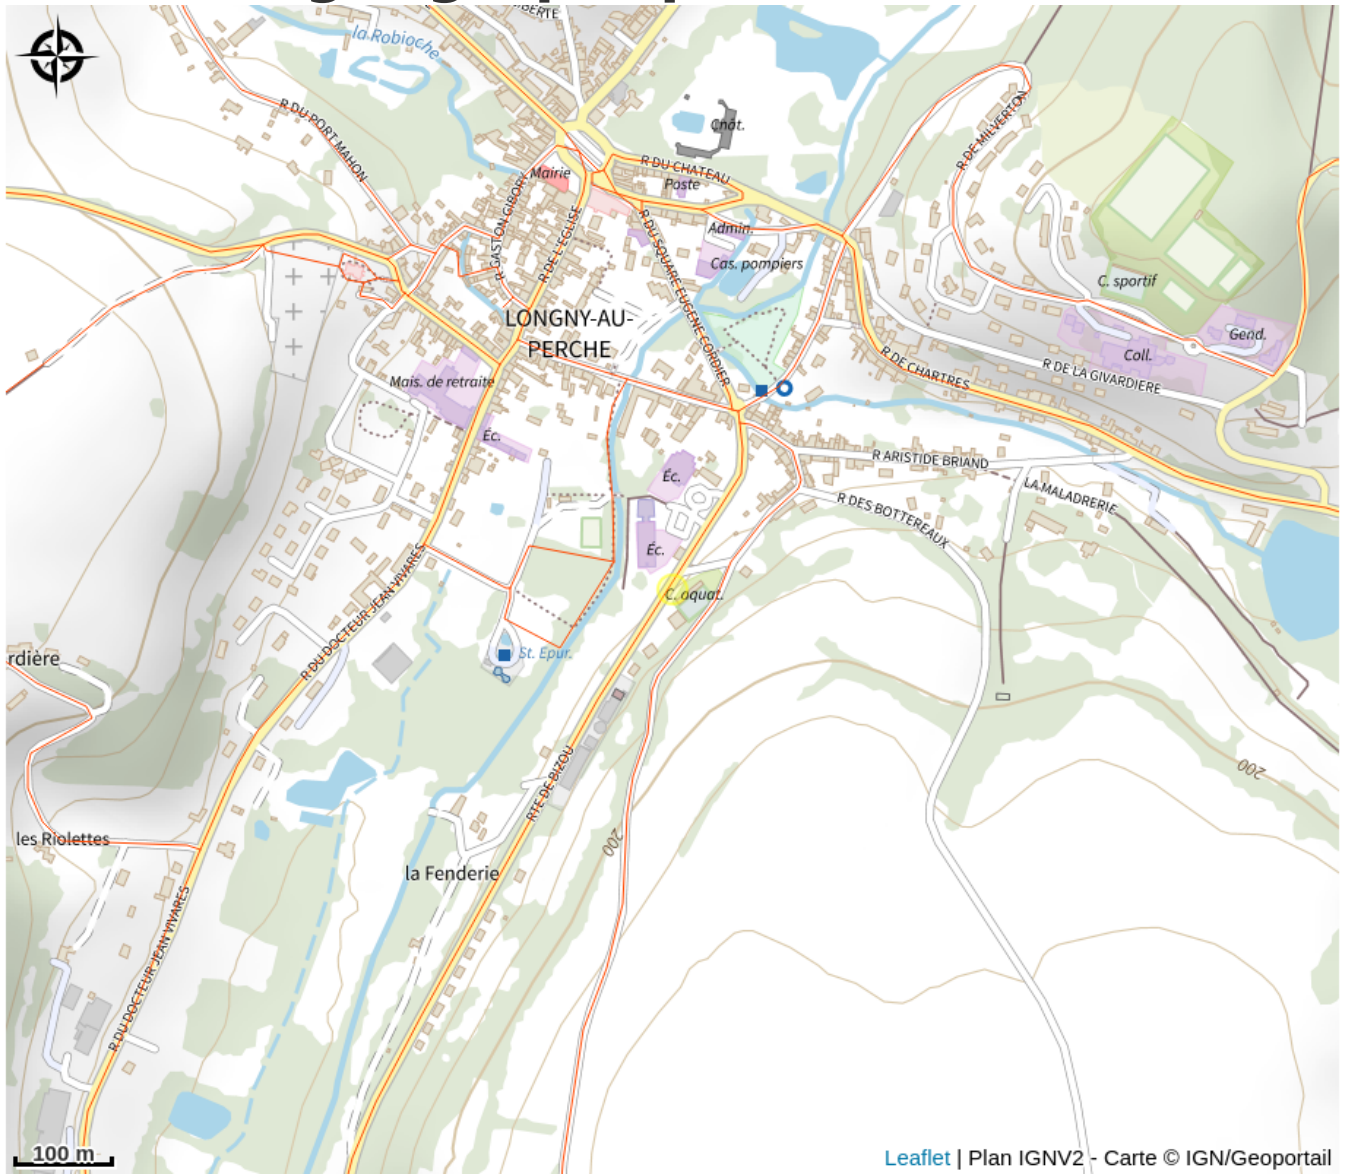 la Robioche
R DU PORT MAHON
R DE MILVERTON
Chât.
R DU CHATEAU
Mairie
Poste
R GASTON GIBORY
R DE L'EGLISE
R DU SQUARE EUGENE CORDIER
Admin.
Cas. pompiers
C. sportif
LONGNY-AU-
PERCHE
Gend.
Coll.
R DE CHARTRES
R DE LA GIVARDIERE
Mais. de retraite
Éc.
R ARISTIDE BRIAND
Éc.
LA MALADRERIE
R DES BOTTEREAUX
Éc.
C. aquat.
R DU DOCTEUR JEAN VIVARES
St. Epur.
rdière
200
RTE DE BIZOU
les Riolettes
200
la Fenderie
R DU DOCTEUR JEAN VIVARES
100 m
Leaflet | Plan IGNV2 - Carte © IGN/Geoportail